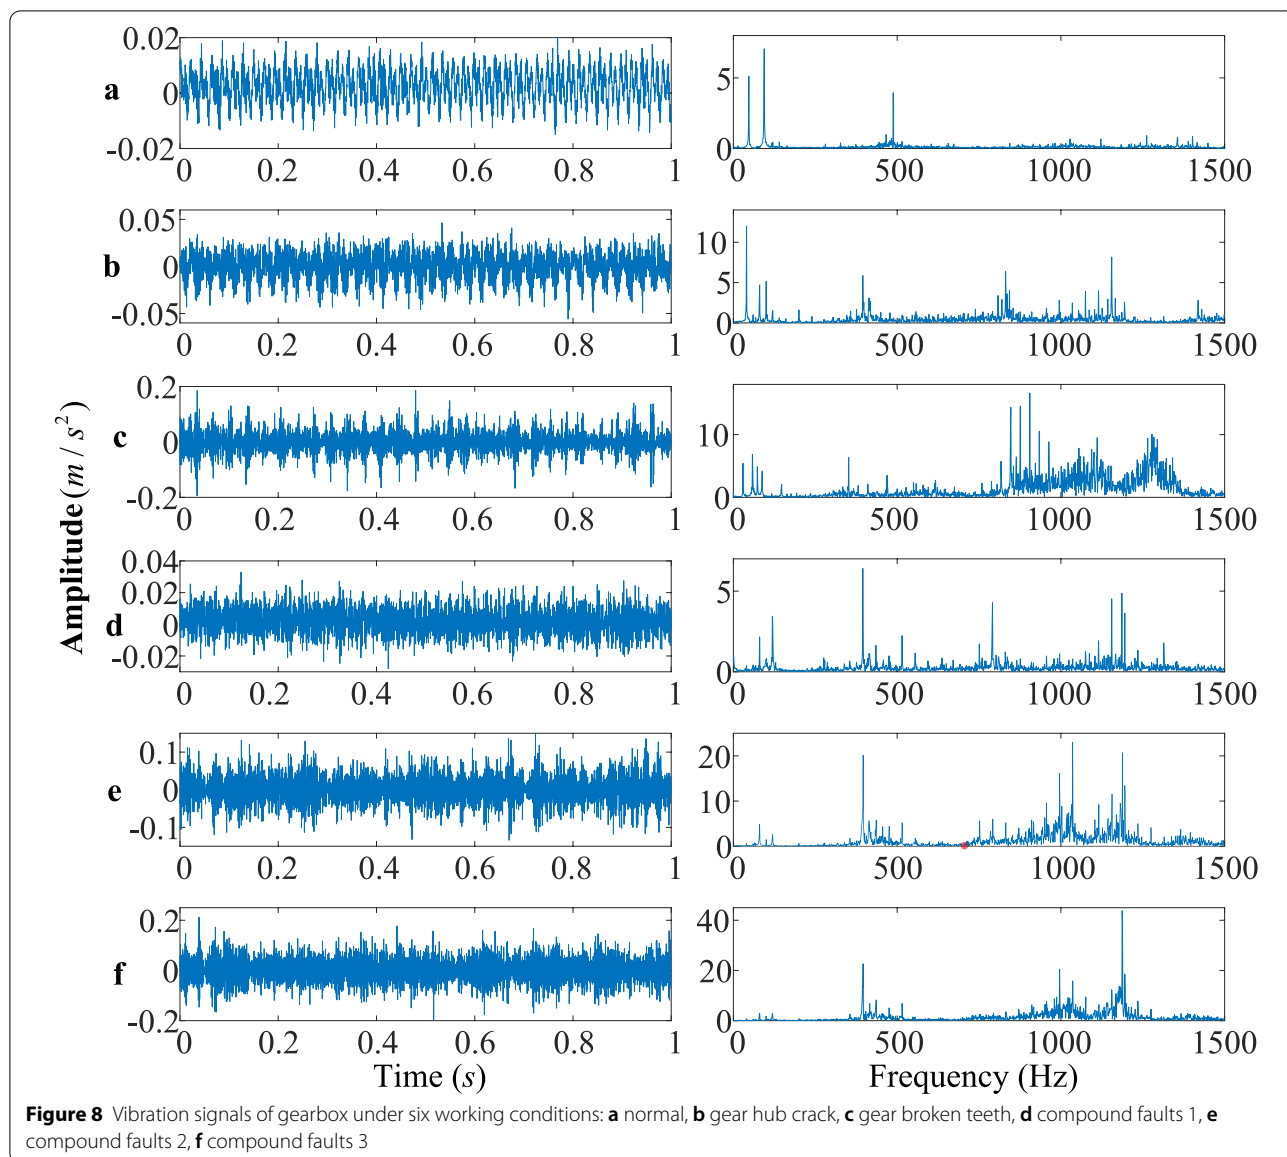 0.02
0
-0.02
a
0 0.2 0.4 0.6 0.8 1
5
0
0 500 1000 1500
0.05
0
-0.05
b
0 0.2 0.4 0.6 0.8 1
10
5
0
0 500 1000 1500
0.2
0
-0.2
c
0 0.2 0.4 0.6 0.8 1
10
0
0 500 1000 1500
Amplitude (m / s²)
0.04
0.02
0
-0.02
d
0 0.2 0.4 0.6 0.8 1
5
0
0 500 1000 1500
0.1
0
-0.1
e
0 0.2 0.4 0.6 0.8 1
20
10
0
0 500 1000 1500
0.2
0
-0.2
f
0 0.2 0.4 0.6 0.8 1
40
20
0
0 500 1000 1500
Time (s)
Frequency (Hz)
Figure 8 Vibration signals of gearbox under six working conditions: a normal, b gear hub crack, c gear broken teeth, d compound faults 1, e
compound faults 2, f compound faults 3